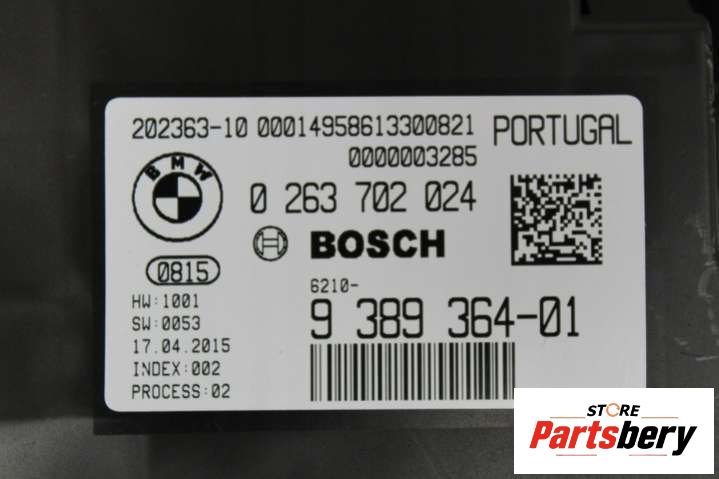 202363-10 00014958613300821 PORTUGAL
0000003285
BMW
0 263 702 024
BOSCH
0815
6210-
HW:1001
9 389 364-01
SW:0053
17.04.2015
INDEX:002
PROCESS:02
STORE
Partsbery